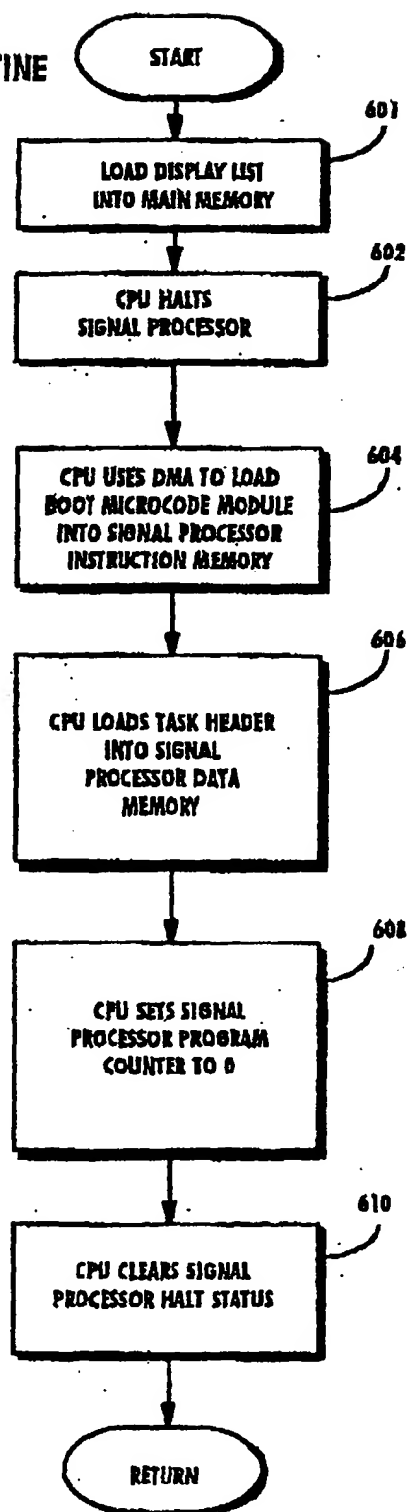 TINE
START
601
LOAD DISPLAY LIST
INTO MAIN MEMORY
602
CPU HALTS
SIGNAL PROCESSOR
604
CPU USES DMA TO LOAD
BOOT MICROCODE MODULE
INTO SIGNAL PROCESSOR
INSTRUCTION MEMORY
606
CPU LOADS TASK HEADER
INTO SIGNAL
PROCESSOR DATA
MEMORY
608
CPU SETS SIGNAL
PROCESSOR PROGRAM
COUNTER TO 0
610
CPU CLEARS SIGNAL
PROCESSOR HALT STATUS
RETURN